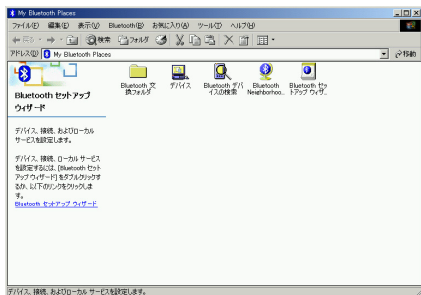 My Bluetooth Places
ファイル(F) 編集(E) 表示(V) Bluetooth(B) お気に入り(A) ツール(T) ヘルプ(H)
戻る 検索 フォルダ
アドレス(D) My Bluetooth Places 移動
Bluetooth セットアップ
ウィザード
デバイス、接続、およびローカル
サービスを設定します。
デバイス、接続、ローカル サービス
を設定するには、[Bluetooth セット
アップ ウィザード] をダブルクリックす
るか、以下のリンクをクリックしま
す。
Bluetooth セットアップ ウィザード
Bluetooth 交
換フォルダ
デバイス
Bluetooth デバ
イスの検索
Bluetooth
Neighborhoo...
Bluetooth セッ
トアップ ウィザ...
デバイス、接続、およびローカル サービスを設定します。